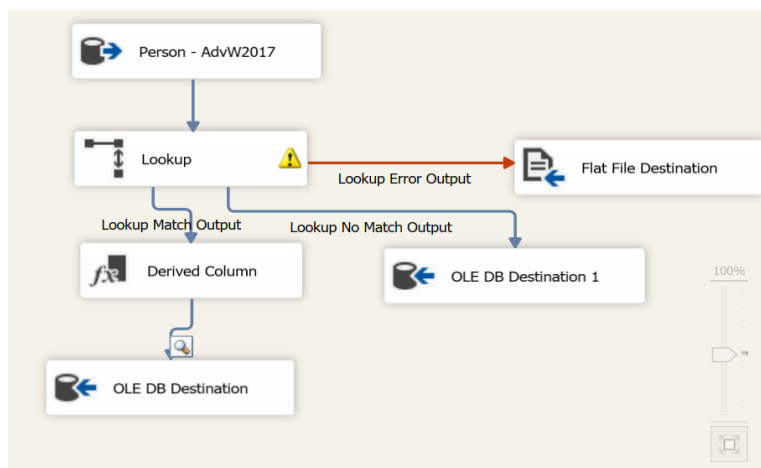 Person - AdvW2017
Lookup
Lookup Error Output
Flat File Destination
Lookup Match Output
Lookup No Match Output
fx
Derived Column
OLE DB Destination 1
100%
OLE DB Destination